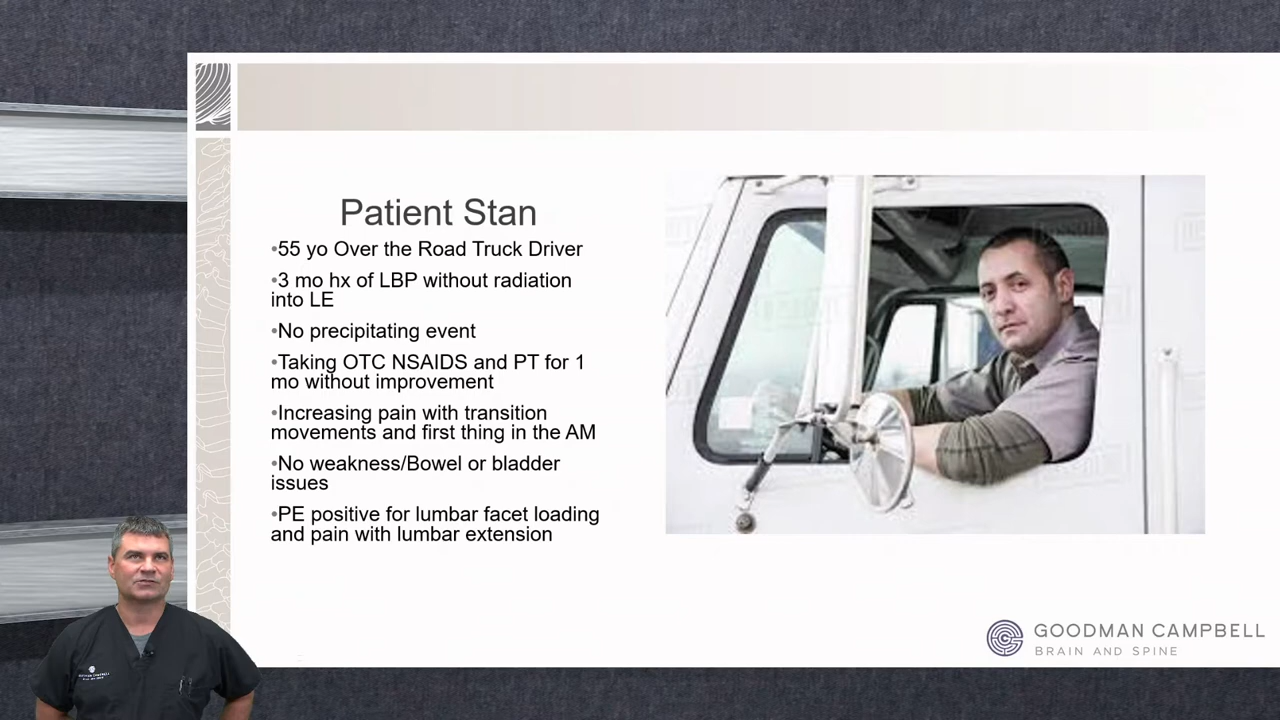 Patient Stan
•55 yo Over the Road Truck Driver
•3 mo hx of LBP without radiation
into LE
•No precipitating event
•Taking OTC NSAIDS and PT for 1
mo without improvement
•Increasing pain with transition
movements and first thing in the AM
•No weakness/Bowel or bladder
issues
•PE positive for lumbar facet loading
and pain with lumbar extension
GOODMAN CAMPBELL
BRAIN AND SPINE